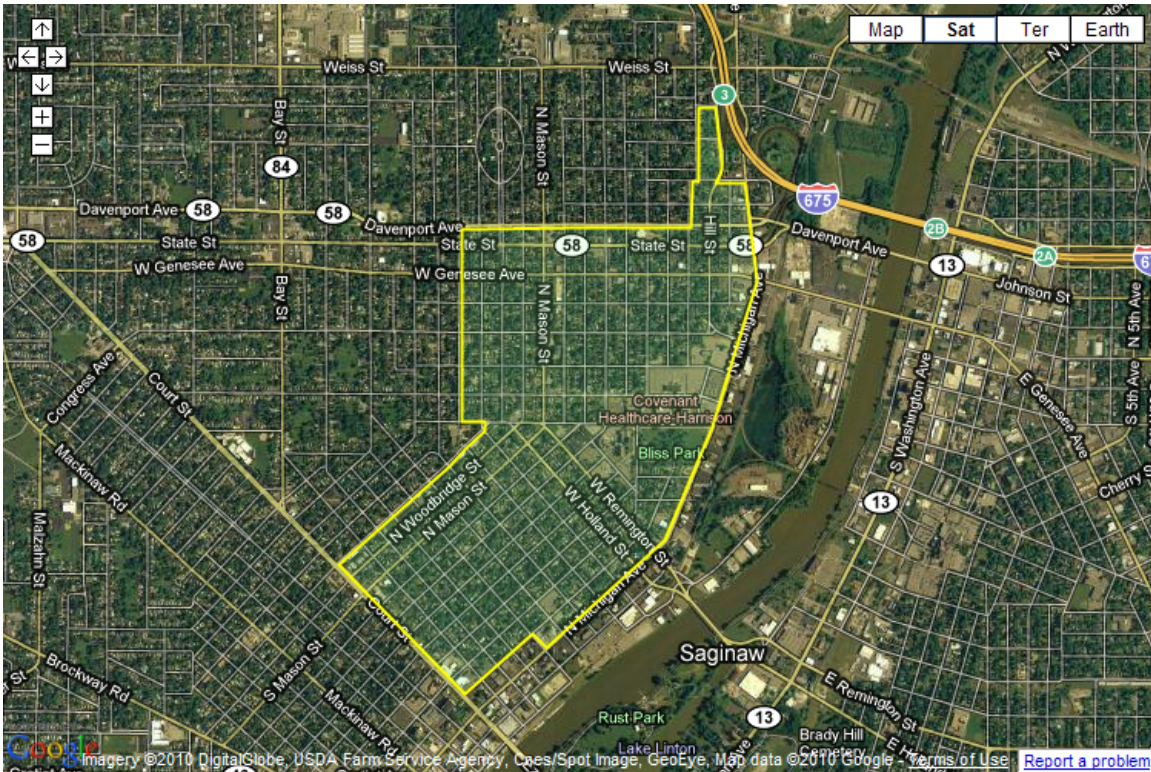 Map Sat Ter Earth
Weiss St
Weiss St
3
N Mason St
Bay St
84
675
Davenport Ave
58
58
Davenport Ave
Hill St
58
State St
58
State St
58
Davenport Ave
2B
2A
13
W Genesee Ave
W Genesee Ave
Johnson St
Bay St
N Mason St
N Michigan Ave
N 5th Ave
S 5th Ave
Congress Ave
Court St
S Washington Ave
E Genesee Ave
Covenant
Healthcare-Harrison
Bliss Park
Mackinaw Rd
Cherry
13
N Woodbridge St
N Mason St
W Remington St
W Holland St
Malzahn St
Court St
N Michigan Ave
Saginaw
S Mason St
Brockway Rd
Mackinaw Rd
E Remington St
Rust Park
13
Lake Linton
Brady Hill
Cemetery
Google
Imagery ©2010 DigitalGlobe, USDA Farm Service Agency, Cnes/Spot Image, GeoEye, Map data ©2010 Google - Terms of Use
Report a problem